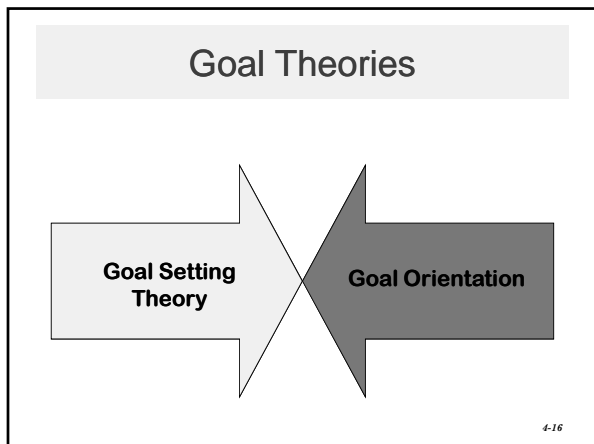 Goal Theories
Goal Setting
Theory
Goal Orientation
4-16